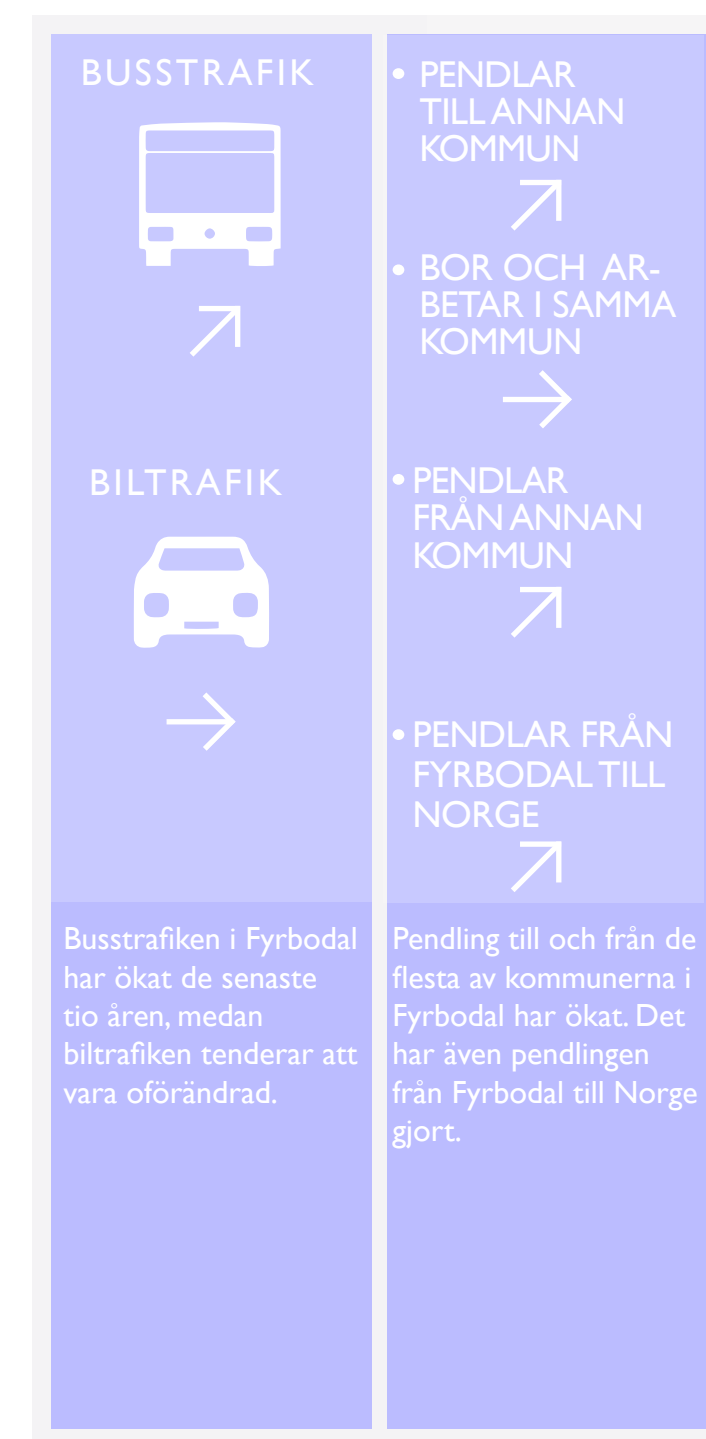 BUSSTRAFIK
BILTRAFIK
Busstrafiken i Fyrbodal
har ökat de senaste
tio åren, medan
biltrafiken tenderar att
vara oförändrad.
• PENDLAR
TILL ANNAN
KOMMUN
• BOR OCH AR-
BETAR I SAMMA
KOMMUN
• PENDLAR
FRÅN ANNAN
KOMMUN
• PENDLAR FRÅN
FYRBODAL TILL
NORGE
Pendling till och från de
flesta av kommunerna i
Fyrbodal har ökat. Det
har även pendlingen
från Fyrbodal till Norge
gjort.